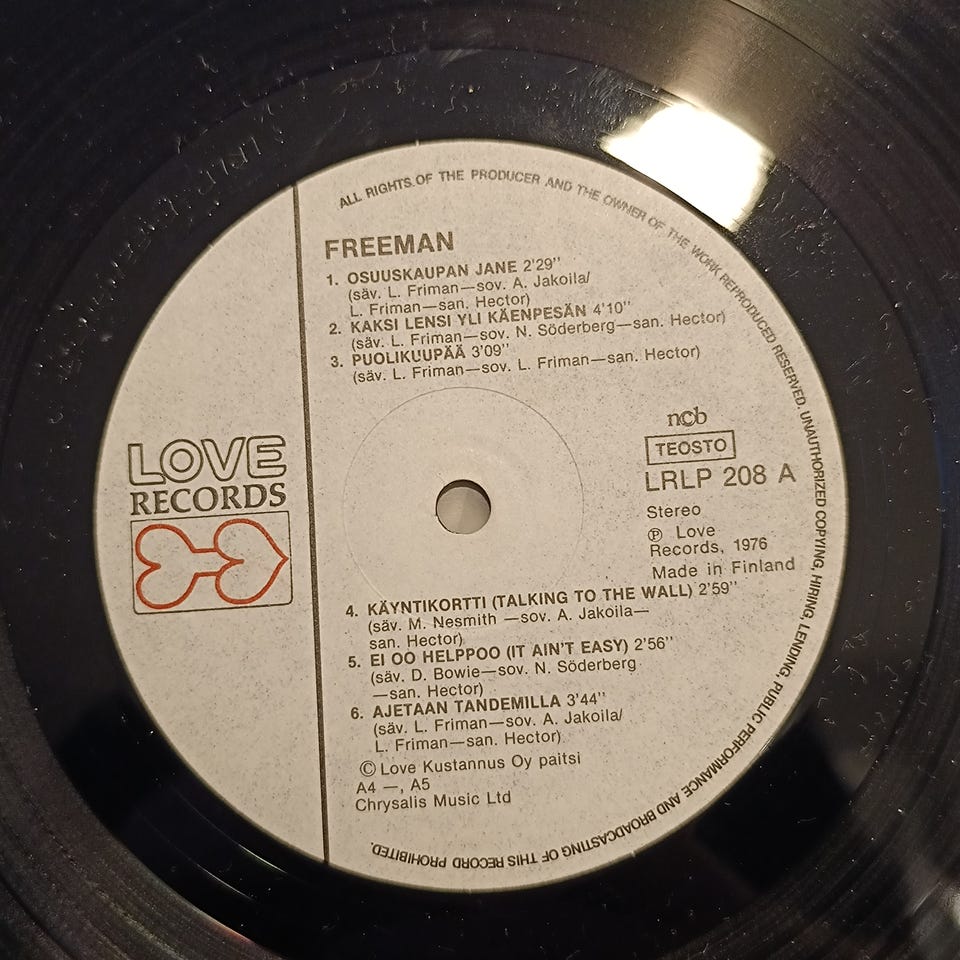 ALL RIGHTS OF THE PRODUCER AND THE OWNER OF THE WORK REPRODUCED RESERVED. UNAUTHORIZED COPYING, HIRING, LENDING, PUBLIC PERFORMANCE AND BROADCASTING OF THIS RECORD PROHIBITED.
FREEMAN
1. OSUUSKAUPAN JANE 2'29"
(säv. L. Friman—sov. A. Jakoila/
L. Friman—san. Hector)
2. KAKSI LENSI YLI KÄENPESÄN 4'10"
(säv. L. Friman—sov. N. Söderberg—san. Hector)
3. PUOLIKUUPÄÄ 3'09"
(säv. L. Friman—sov. L. Friman—san. Hector)
LOVE
RECORDS
ncb
TEOSTO
LRLP 208 A
Stereo
℗ Love
Records, 1976
Made in Finland
4. KÄYNTIKORTTI (TALKING TO THE WALL) 2'59"
(säv. M. Nesmith —sov. A. Jakoila—
san. Hector)
5. EI OO HELPPOO (IT AIN'T EASY) 2'56"
(säv. D. Bowie—sov. N. Söderberg
—san. Hector)
6. AJETAAN TANDEMILLA 3'44"
(säv. L. Friman—sov. A. Jakoila/
L. Friman—san. Hector)
© Love Kustannus Oy paitsi
A4 —, A5
Chrysalis Music Ltd